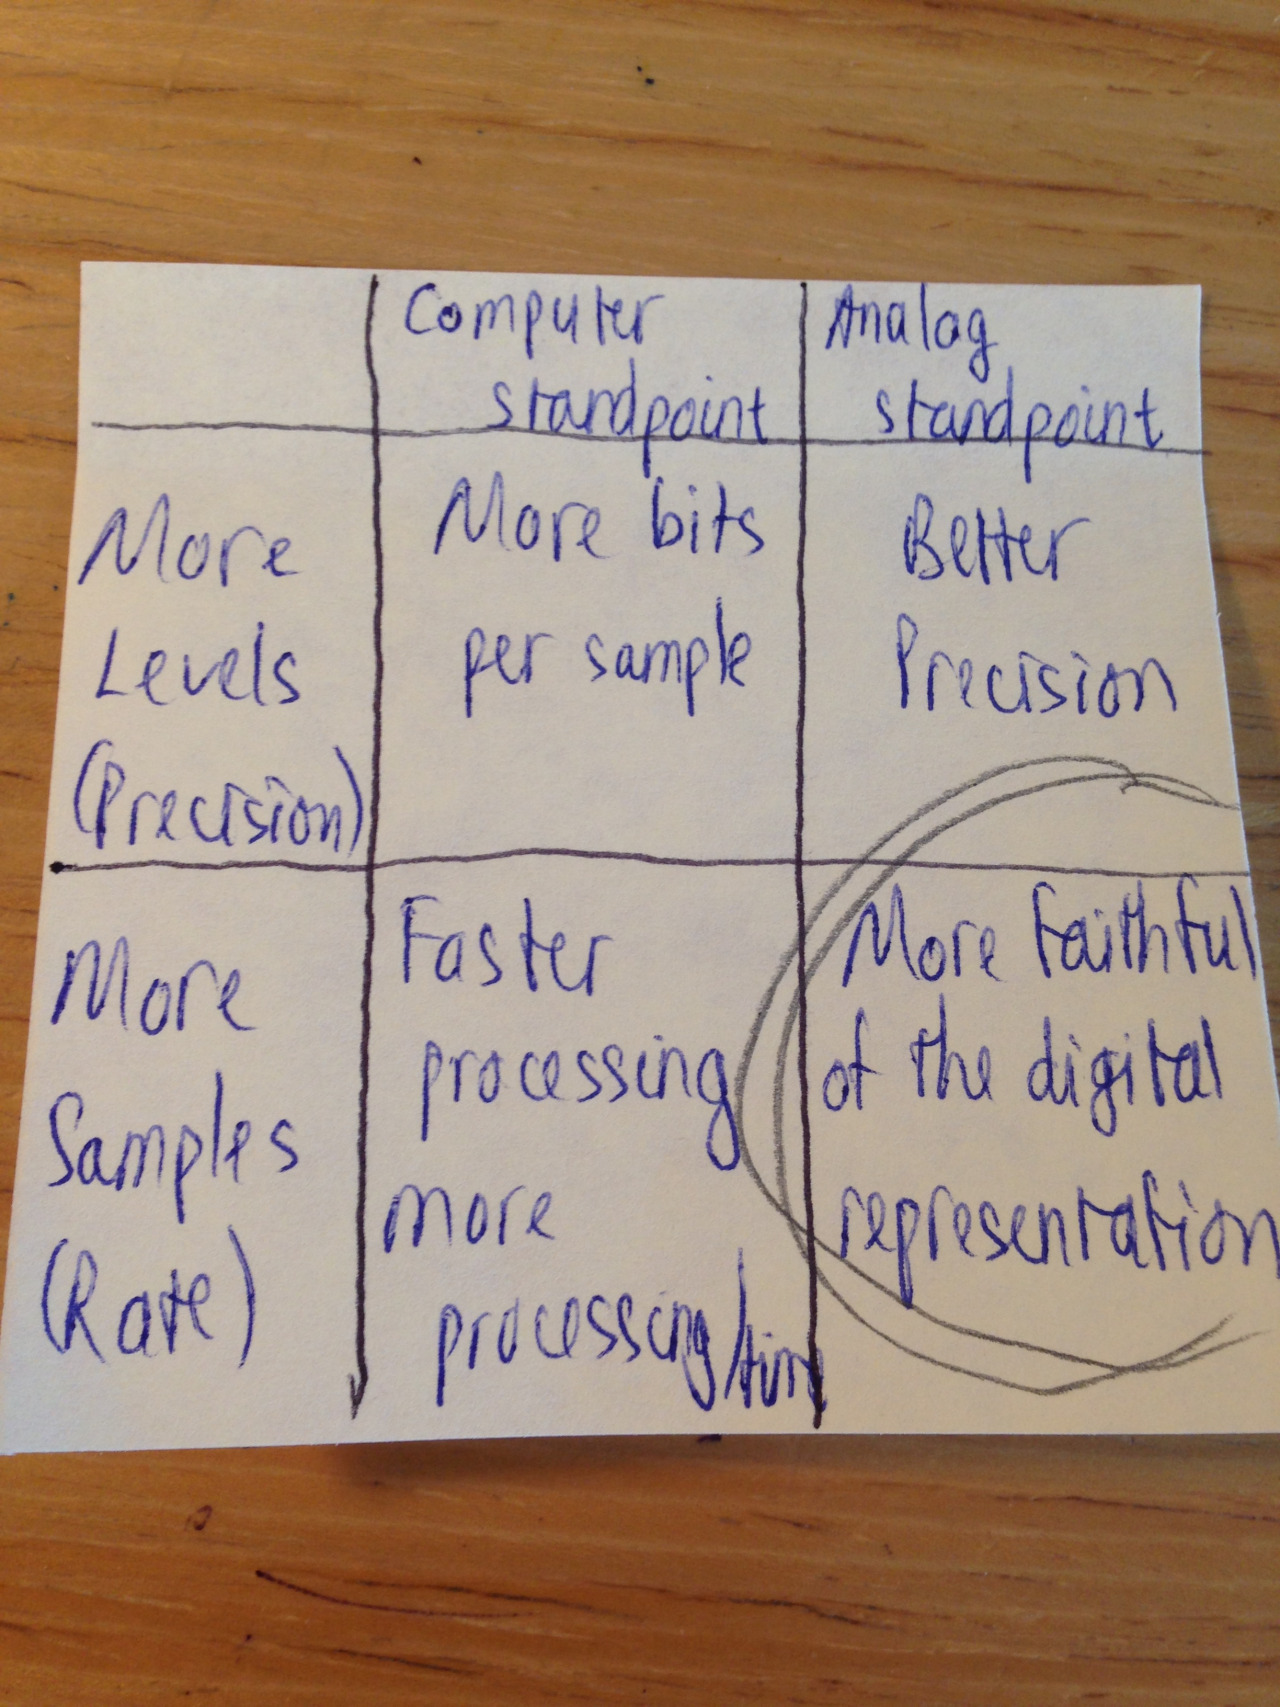 Computer
standpoint
Analog
standpoint
More
Levels
(Precision)
More bits
per sample
Better
Precision
More
Samples
(Rate)
Faster
processing
more
processing/time
More faithful
of the digital
representation